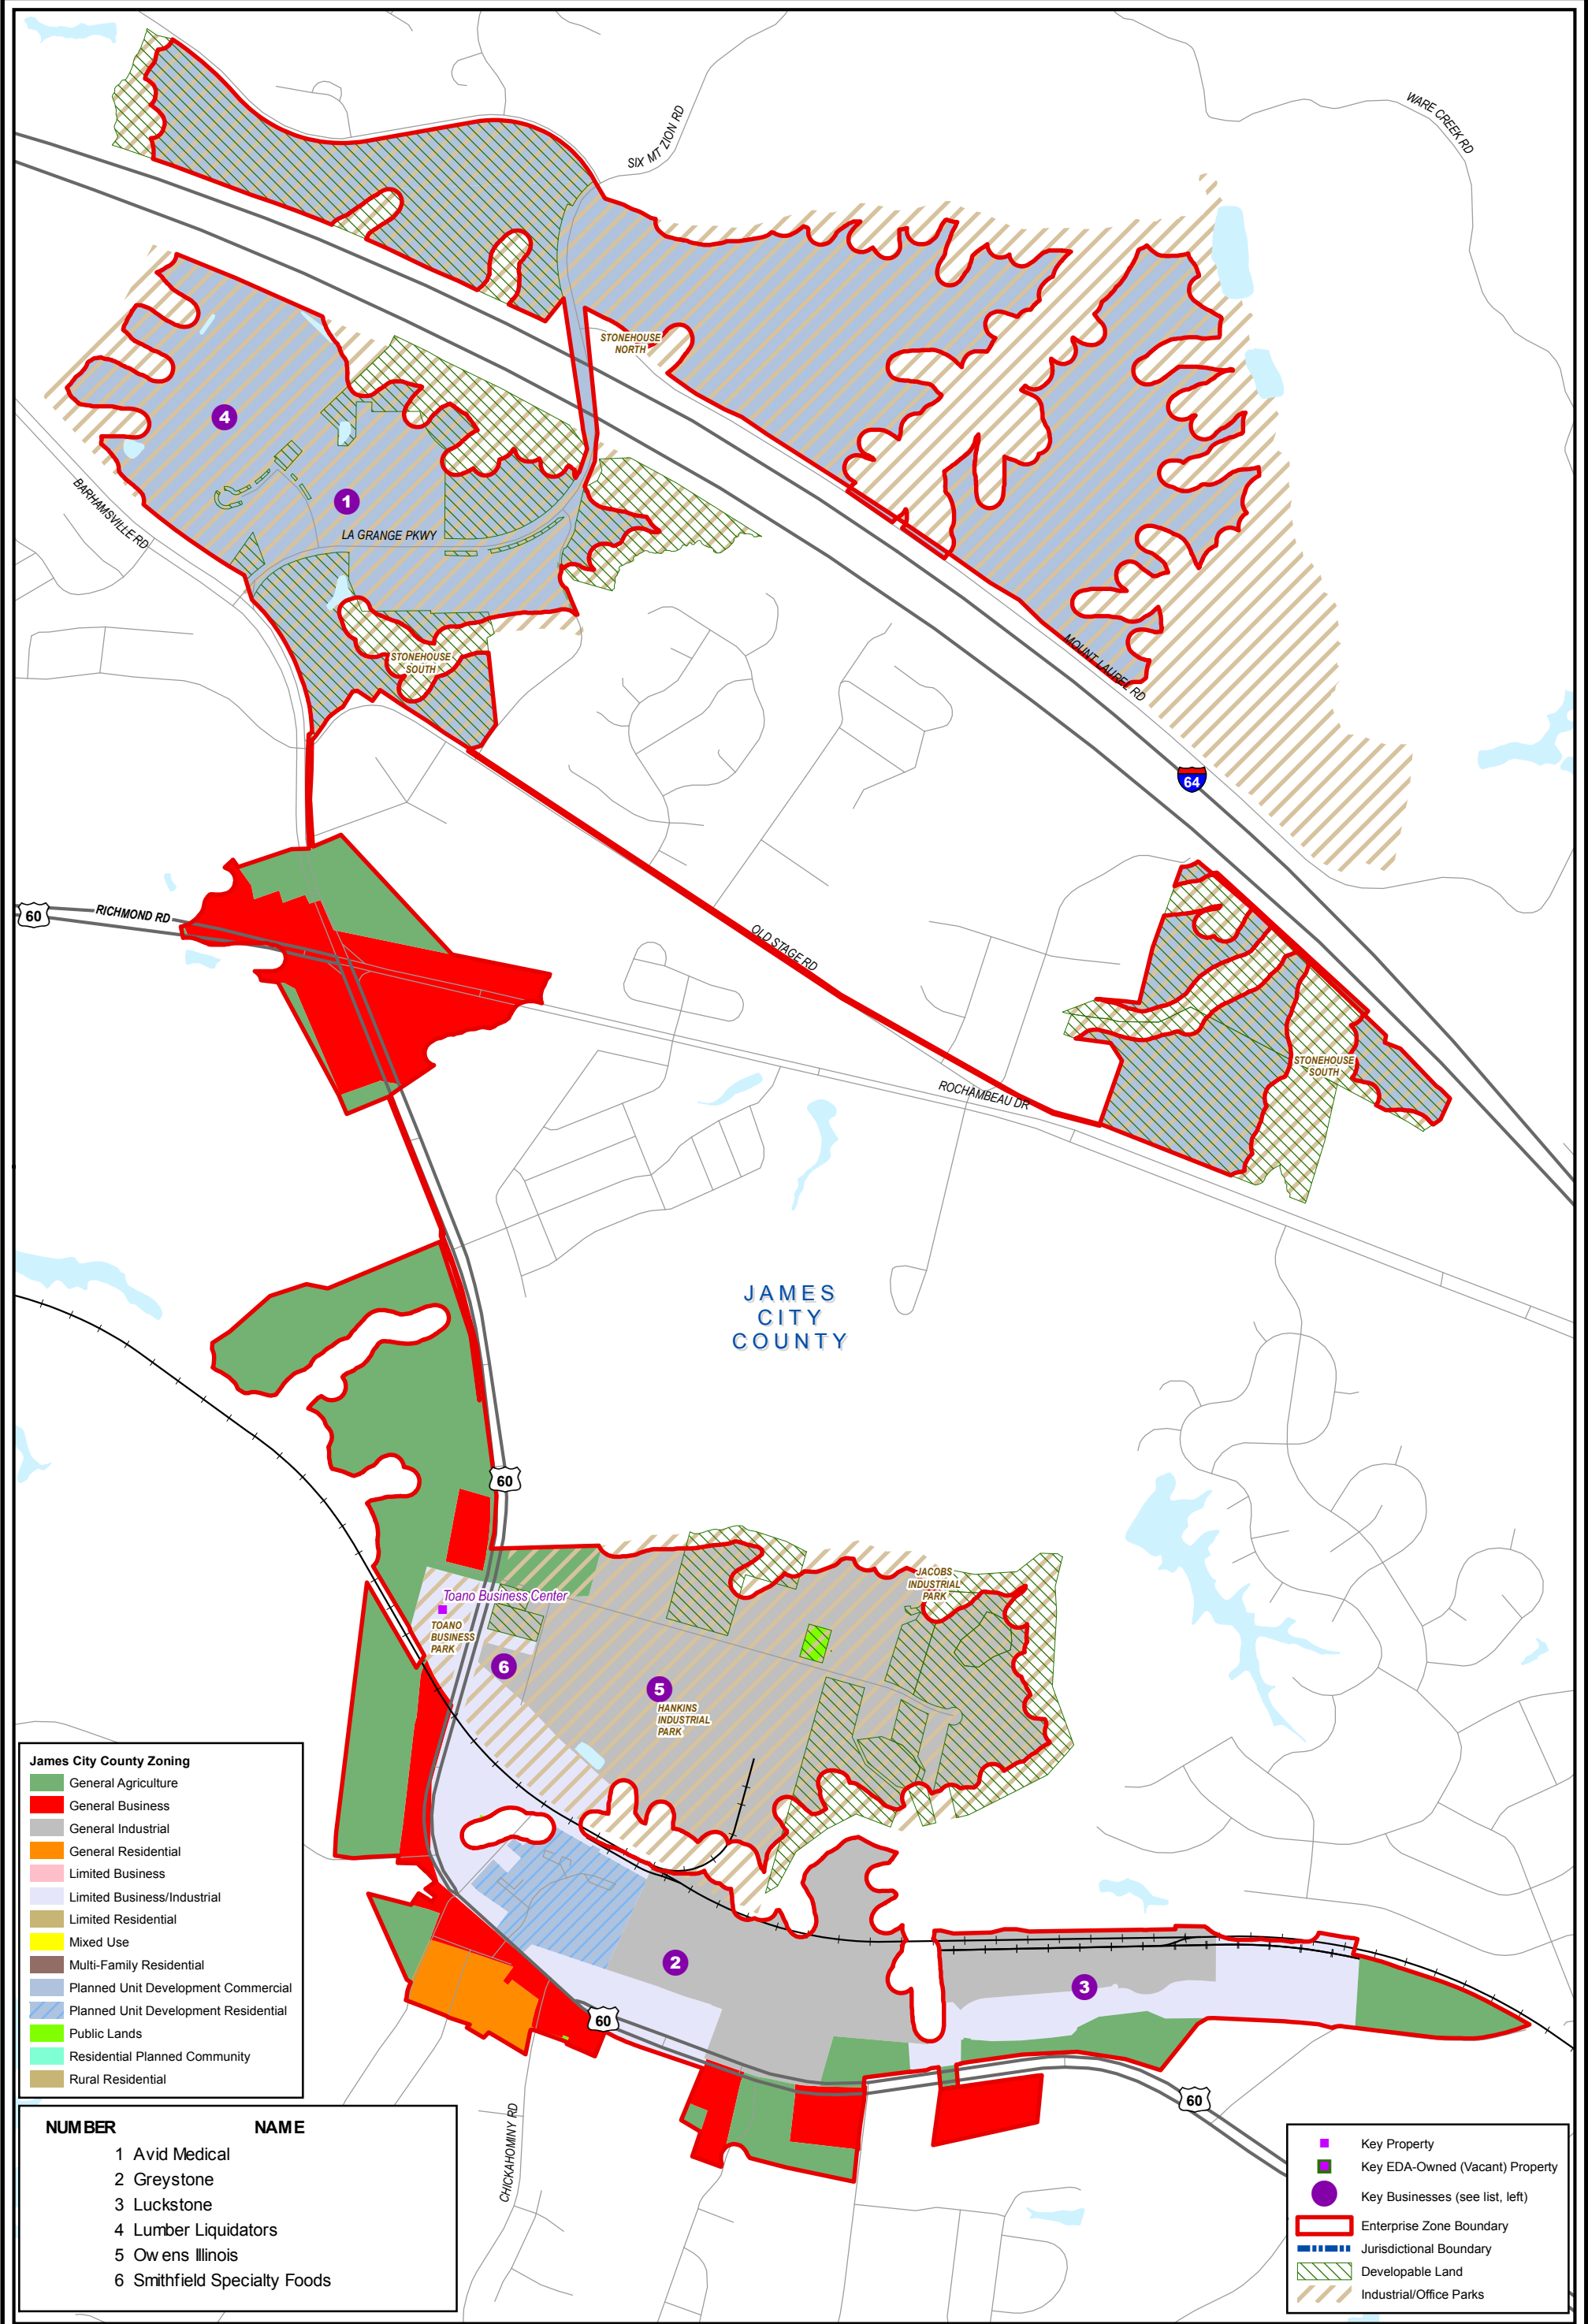 WARE CREEK RD
SIX MT ZION RD
STONEHOUSE
NORTH
4
1
LA GRANGE PKWY
BARHAMSVILLE RD
STONEHOUSE
SOUTH
MOUNT LAUREL RD
64
60
RICHMOND RD
OLD STAGE RD
STONEHOUSE
SOUTH
ROCHAMBEAU DR
JAMES
CITY
COUNTY
60
Toano Business Center
TOANO
BUSINESS
PARK
JACOBS
INDUSTRIAL
PARK
6
5
HANKINS
INDUSTRIAL
PARK
2
3
60
60
CHICKAHOMINY RD
James City County Zoning
General Agriculture
General Business
General Industrial
General Residential
Limited Business
Limited Business/Industrial
Limited Residential
Mixed Use
Multi-Family Residential
Planned Unit Development Commercial
Planned Unit Development Residential
Public Lands
Residential Planned Community
Rural Residential
NUMBER NAME
1 Avid Medical
2 Greystone
3 Luckstone
4 Lumber Liquidators
5 Owens Illinois
6 Smithfield Specialty Foods
Key Property
Key EDA-Owned (Vacant) Property
Key Businesses (see list, left)
Enterprise Zone Boundary
Jurisdictional Boundary
Developable Land
Industrial/Office Parks